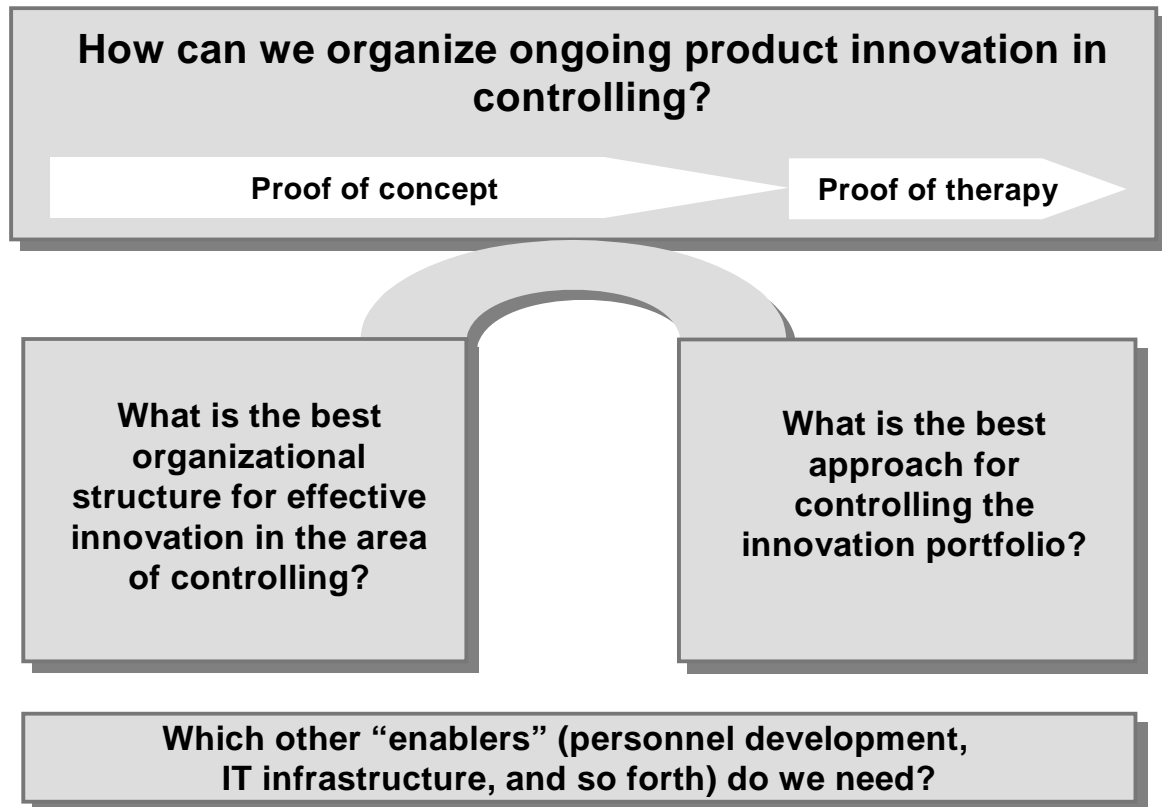 How can we organize ongoing product innovation in
controlling?
Proof of concept
Proof of therapy
What is the best
organizational
structure for effective
innovation in the area
of controlling?
What is the best
approach for
controlling the
innovation portfolio?
Which other “enablers” (personnel development,
IT infrastructure, and so forth) do we need?